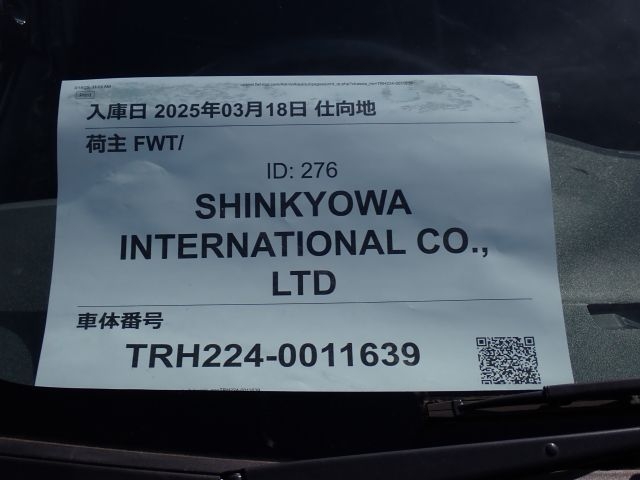 Print
入庫日 2025年03月18日 仕向地
荷主 FWT/
ID: 276
SHINKYOWA
INTERNATIONAL CO.,
LTD
車体番号
TRH224-0011639